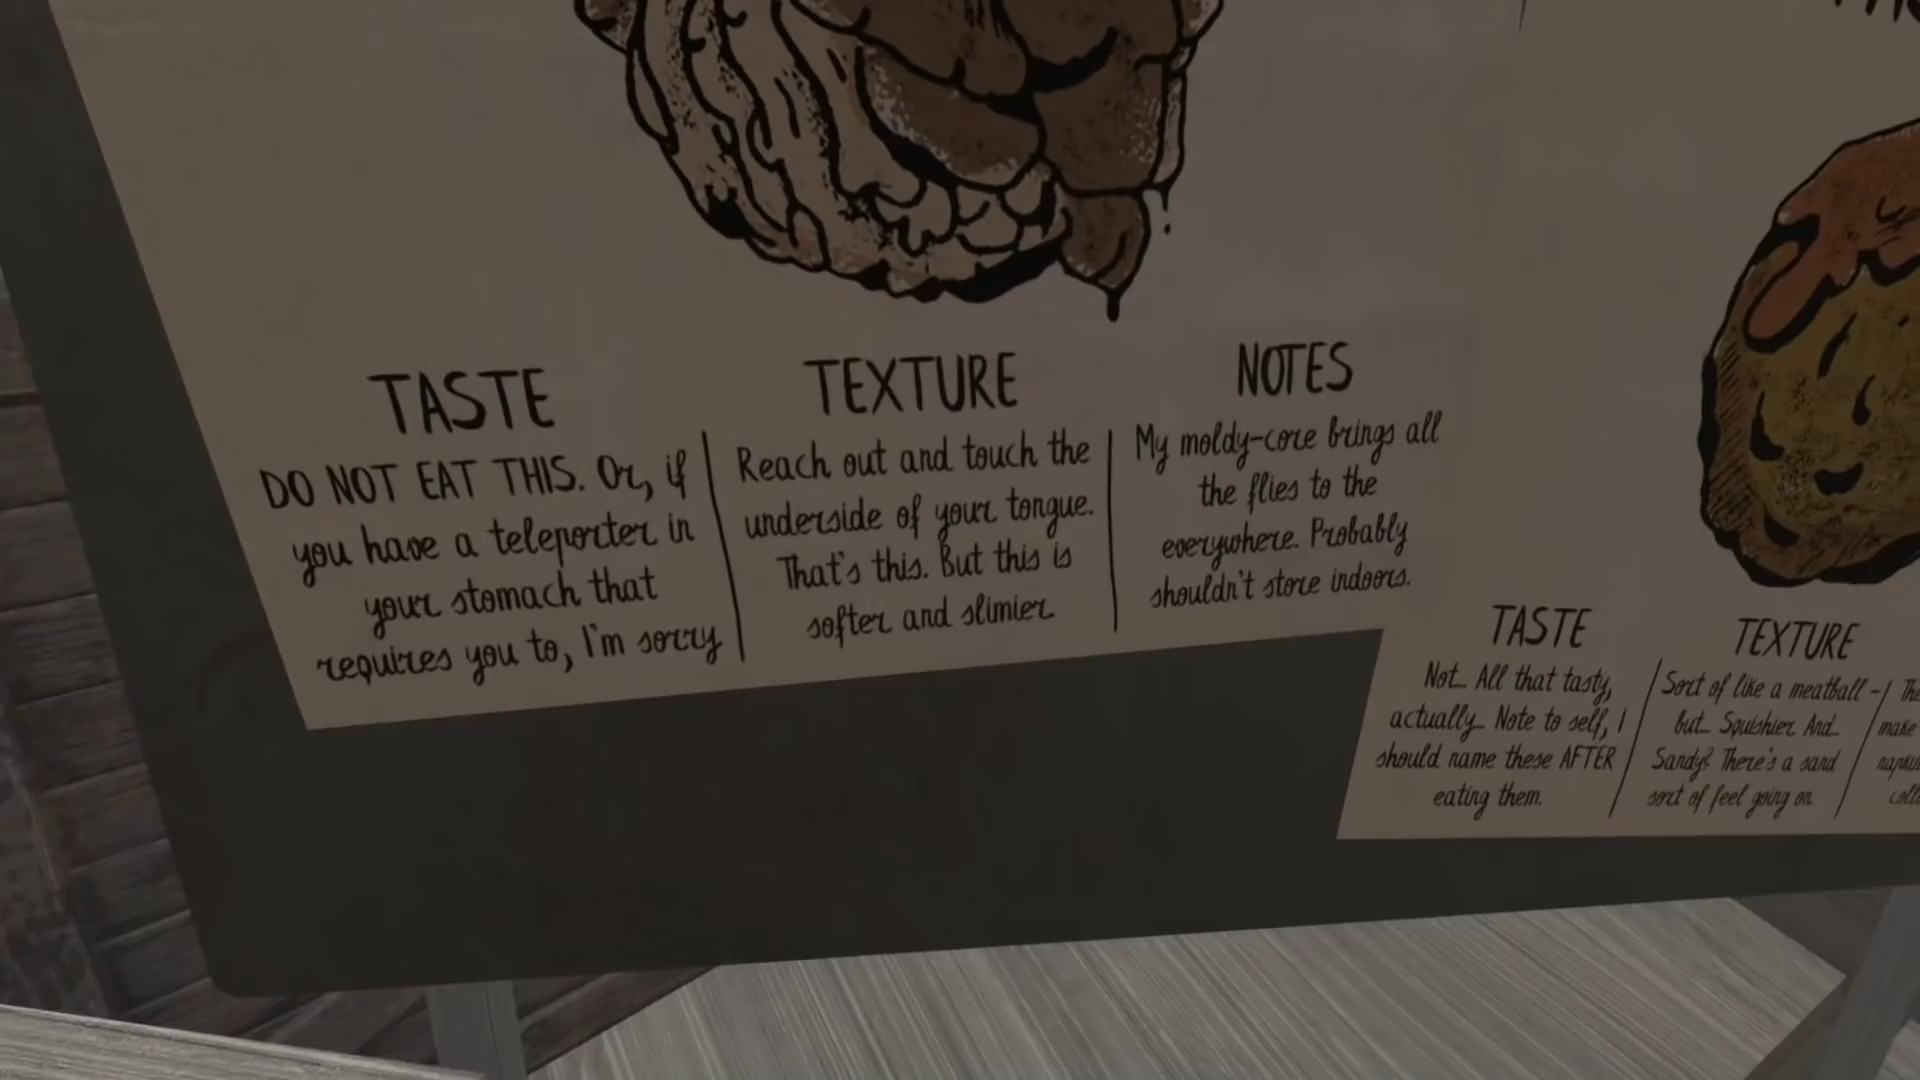 TASTE
DO NOT EAT THIS. Or, if
you have a teleporter in
your stomach that
requires you to, I'm sorry
TEXTURE
Reach out and touch the
underside of your tongue.
That's this. But this is
softer and slimier
NOTES
My moldy-core brings all
the flies to the
everywhere. Probably
shouldn't store indoors.
TASTE
Not... All that tasty,
actually... Note to self, I
should name these AFTER
eating them.
TEXTURE
Sort of like a meatball -
but... Squishier. And...
Sandy? There's a sand
sort of feel going on
make